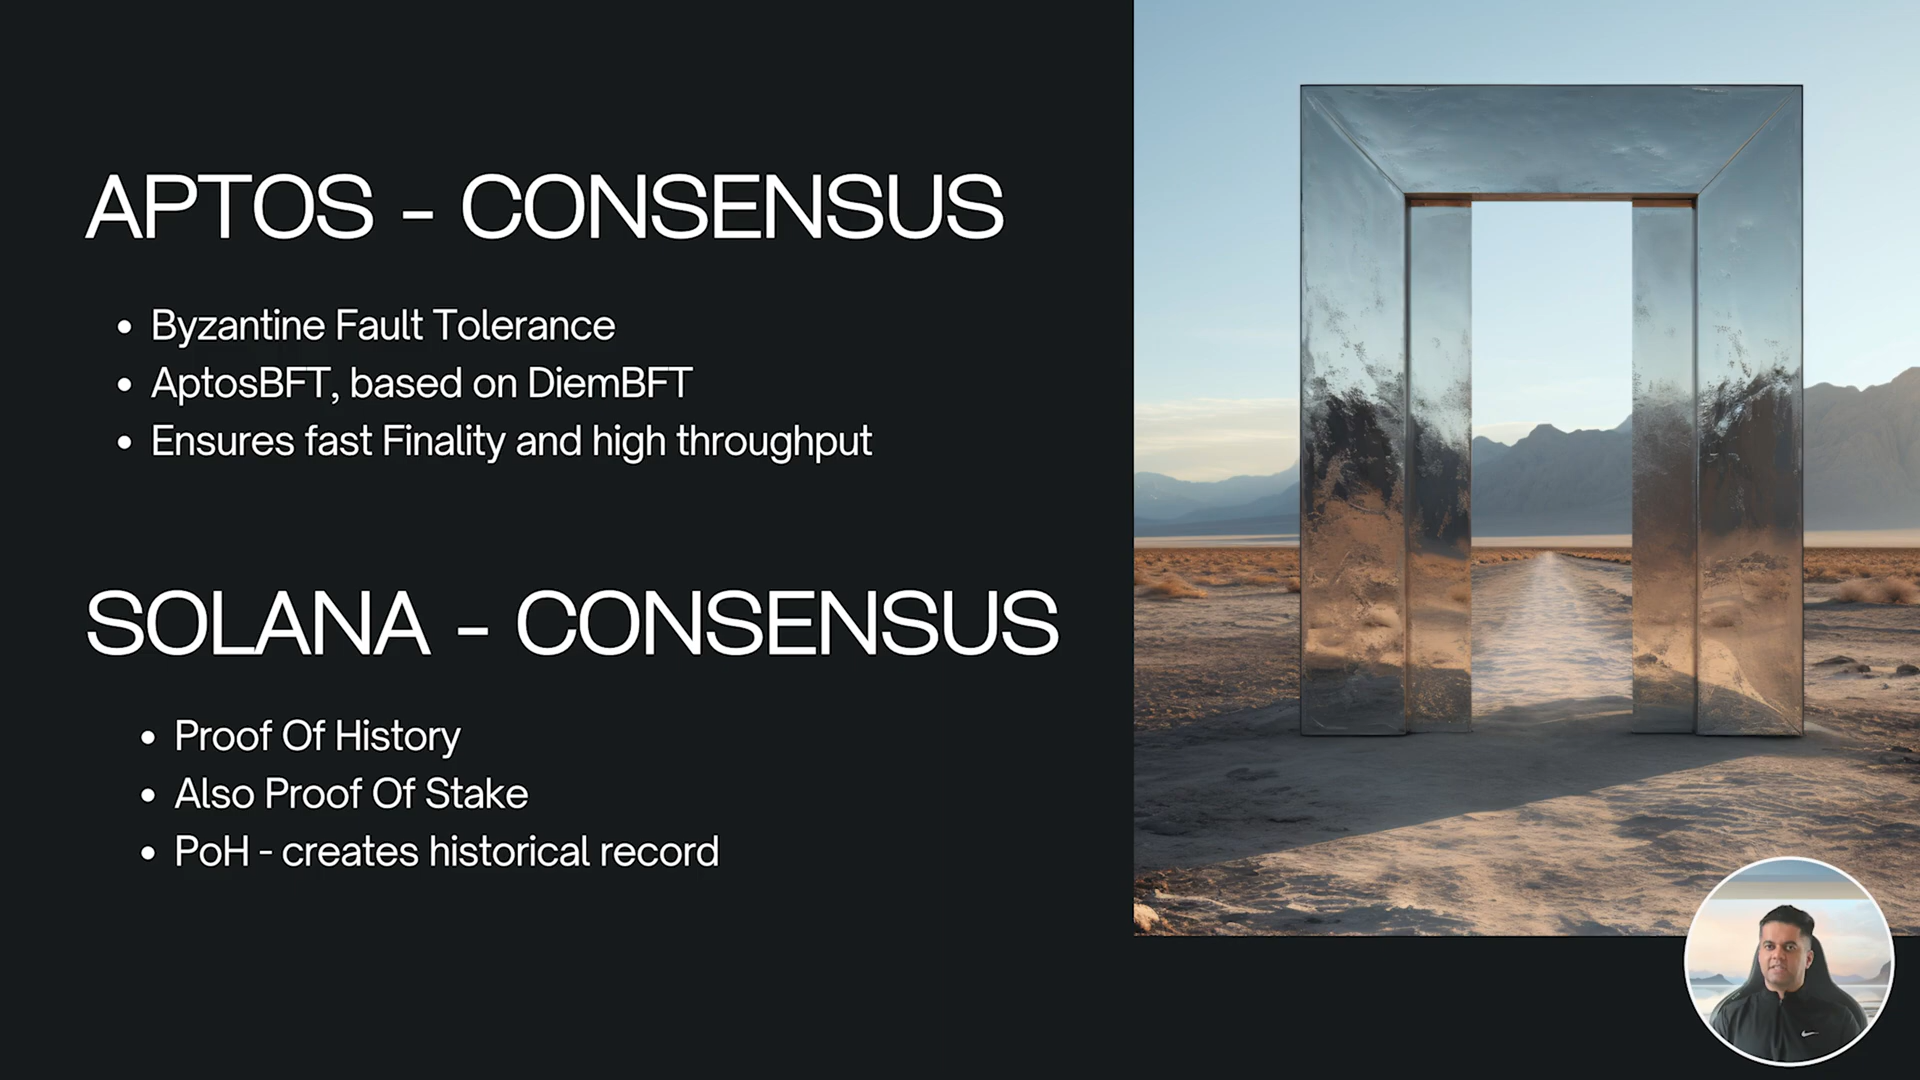 APTOS - CONSENSUS
• Byzantine Fault Tolerance
• AptosBFT, based on DiemBFT
• Ensures fast Finality and high throughput
SOLANA - CONSENSUS
• Proof Of History
• Also Proof Of Stake
• PoH - creates historical record